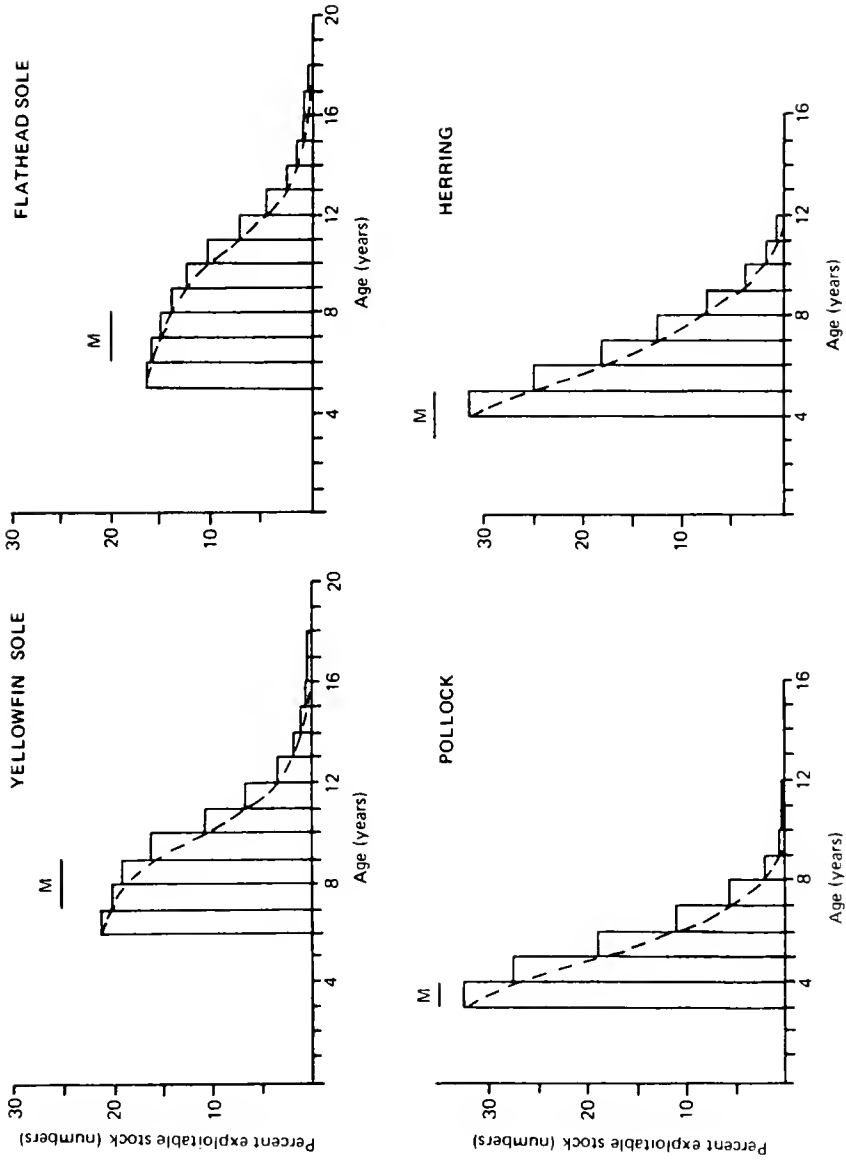 YELLOWFIN SOLE
30
20
10
M
4
8
12
16
20
Age (years)
Percent exploitable stock (numbers)
FLATHEAD SOLE
30
20
10
M
4
8
12
16
20
Age (years)
POLLOCK
30
20
10
M
4
8
12
16
Age (years)
Percent exploitable stock (numbers)
HERRING
30
20
10
M
4
8
12
16
Age (years)